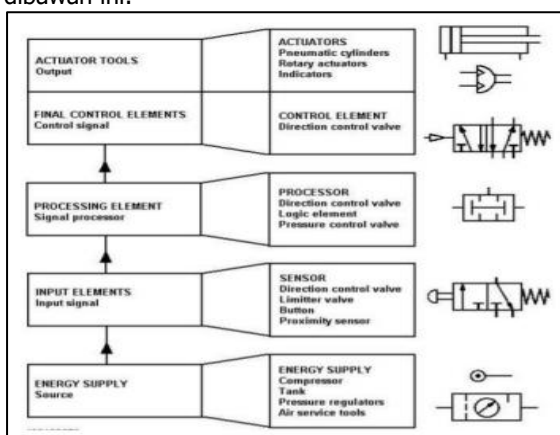 dibawah ini:
ACTUATOR TOOLS
Output
ACTUATORS
Pneumatic cylinders
Rotary actuators
Indicators
FINAL CONTROL ELEMENTS
Control signal
CONTROL ELEMENT
Direction control valve
PROCESSING ELEMENT
Signal processor
PROCESSOR
Direction control valve
Logic element
Pressure control valve
INPUT ELEMENTS
Input signal
SENSOR
Direction control valve
Limitter valve
Button
Proximity sensor
ENERGY SUPPLY
Source
ENERGY SUPPLY
Compressor
Tank
Pressure regulators
Air service tools